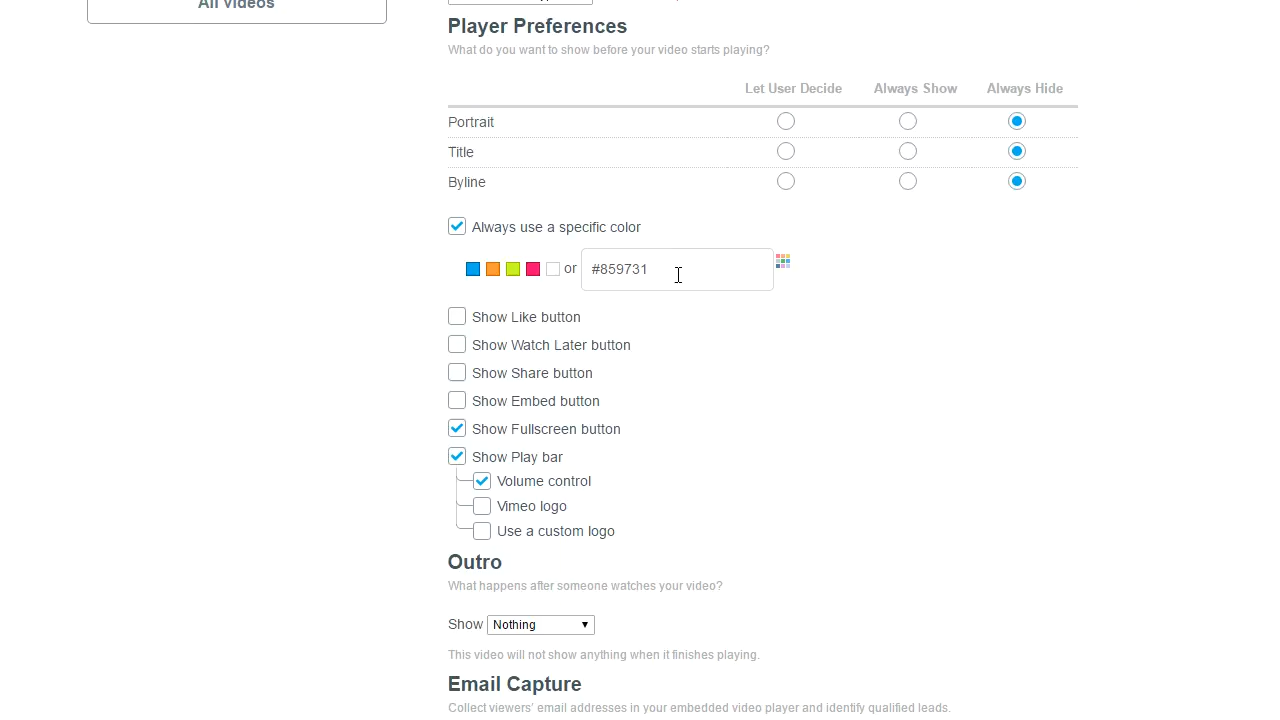 All Videos
Player Preferences
What do you want to show before your video starts playing?
Let User Decide Always Show Always Hide
Portrait
Title
Byline
Always use a specific color
or #859731
Show Like button
Show Watch Later button
Show Share button
Show Embed button
Show Fullscreen button
Show Play bar
Volume control
Vimeo logo
Use a custom logo
Outro
What happens after someone watches your video?
Show Nothing
This video will not show anything when it finishes playing.
Email Capture
Collect viewers' email addresses in your embedded video player and identify qualified leads.